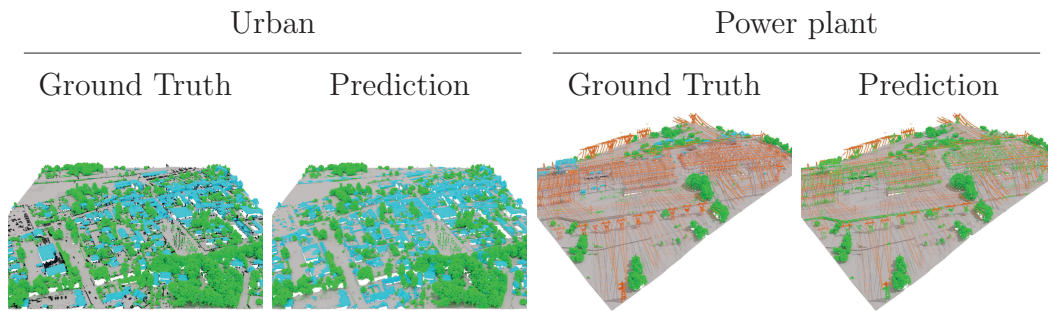 Urban
Power plant
Ground Truth
Prediction
Ground Truth
Prediction